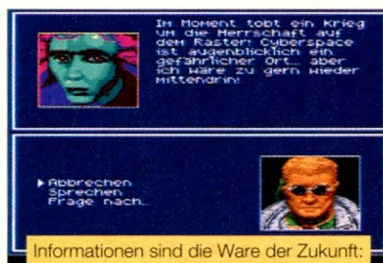 Im Moment tobt ein Krieg
um die Herrschaft auf
dem Raster! Cyberspace
ist augenblicklich ein
gefährlicher Ort... aber
ich wäre zu gern wieder
mittendrin!
Abbrechen
Sprechen
Frage nach..
Informationen sind die Ware der Zukunft: